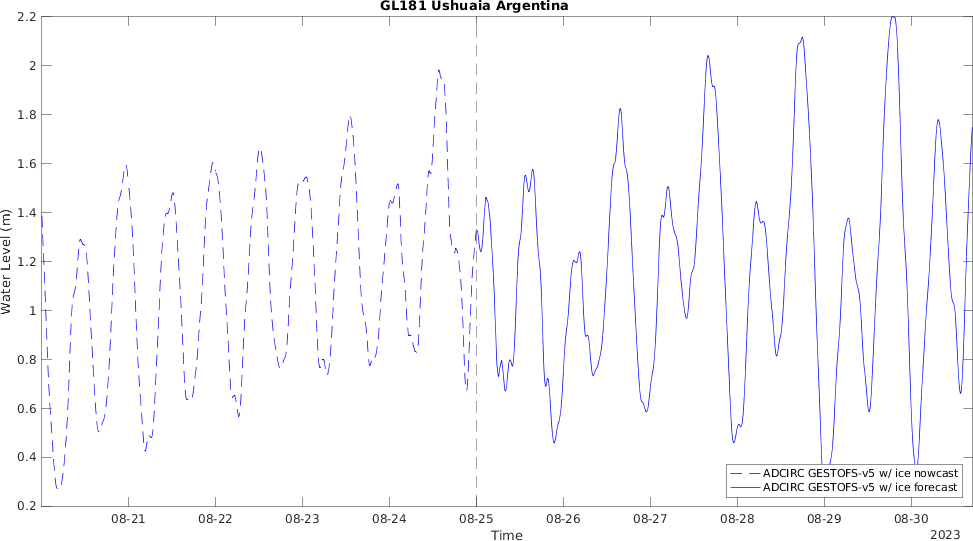 GL181 Ushuaia Argentina
2.2
2
1.8
1.6
1.4
1.2
1
0.8
0.6
0.4
0.2
Water Level (m)
08-21 08-22 08-23 08-24 08-25 08-26 08-27 08-28 08-29 08-30
Time
2023
ADCIRC GESTOFS-v5 w/ ice nowcast
ADCIRC GESTOFS-v5 w/ ice forecast